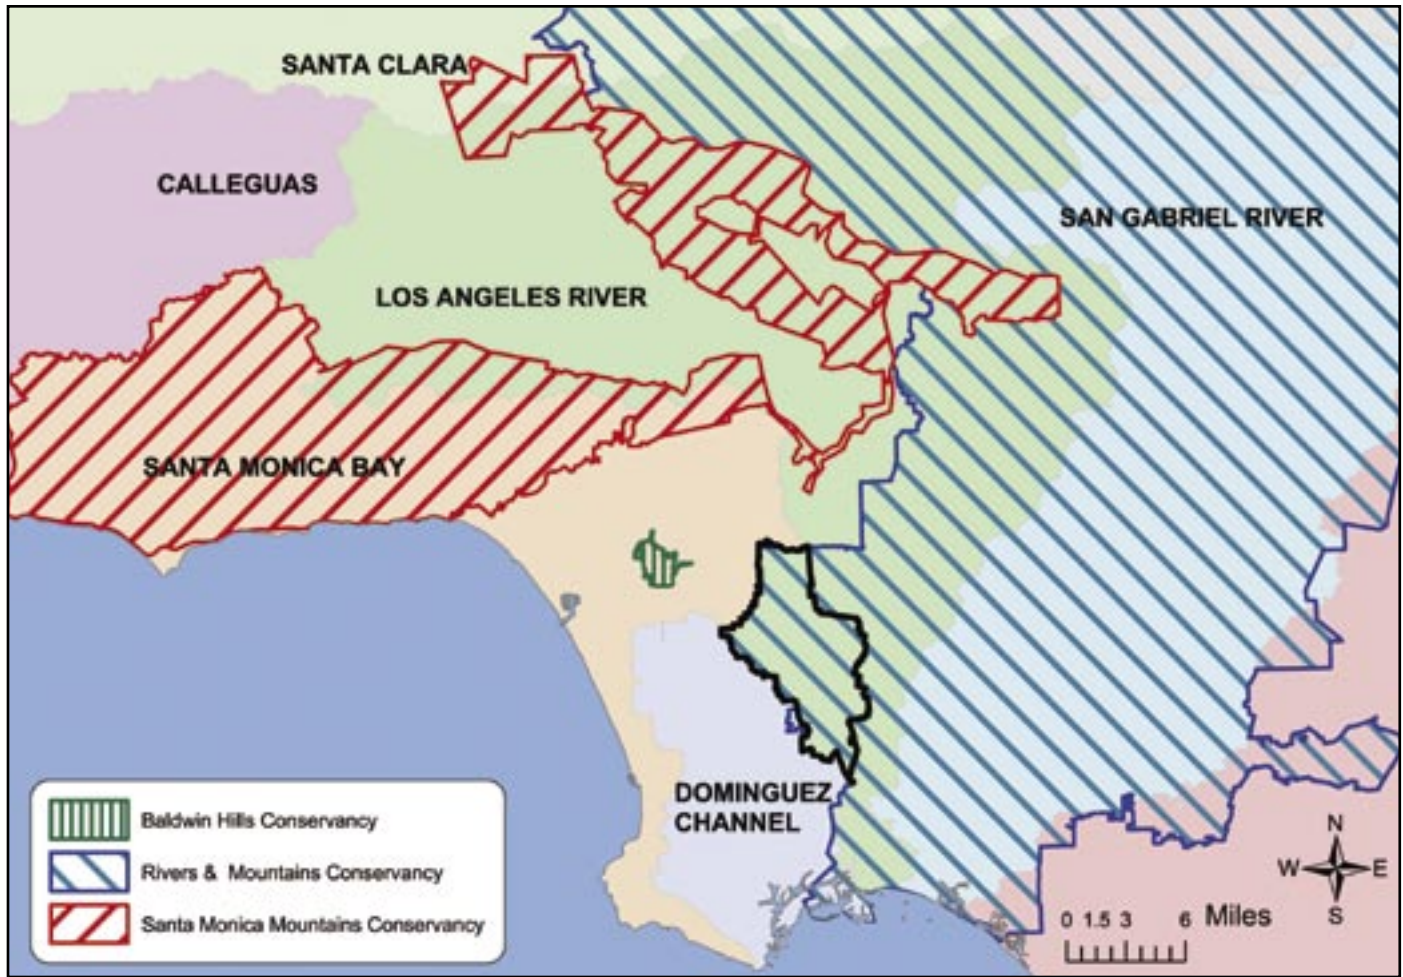 SANTA CLARA
CALLEGUAS
SAN GABRIEL RIVER
LOS ANGELES RIVER
SANTA MONICA BAY
DOMINGUEZ
CHANNEL
Baldwin Hills Conservancy
Rivers & Mountains Conservancy
Santa Monica Mountains Conservancy
N
W E
S
0 1.5 3 6 Miles